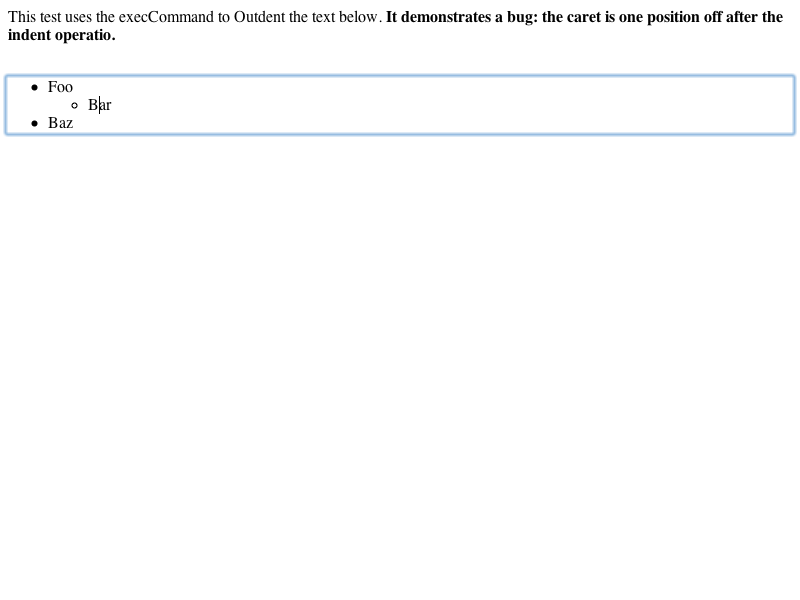 This test uses the execCommand to Outdent the text below. It demonstrates a bug: the caret is one position off after the
indent operatio.
Foo
Bar
Baz